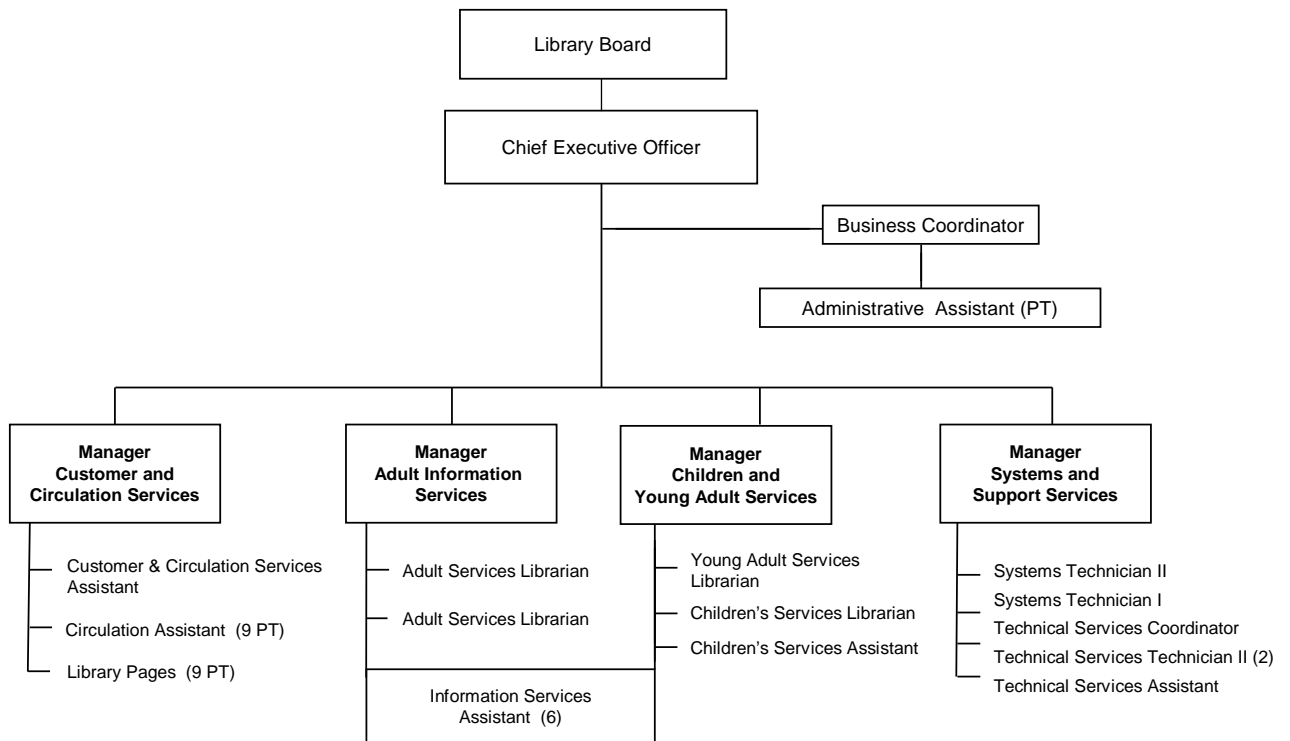 Library Board
Chief Executive Officer
Business Coordinator
Administrative Assistant (PT)
Manager
Customer and
Circulation Services
Customer & Circulation Services
Assistant
Circulation Assistant (9 PT)
Library Pages (9 PT)
Manager
Adult Information
Services
Adult Services Librarian
Adult Services Librarian
Manager
Children and
Young Adult Services
Young Adult Services
Librarian
Children’s Services Librarian
Children’s Services Assistant
Information Services
Assistant (6)
Manager
Systems and
Support Services
Systems Technician II
Systems Technician I
Technical Services Coordinator
Technical Services Technician II (2)
Technical Services Assistant